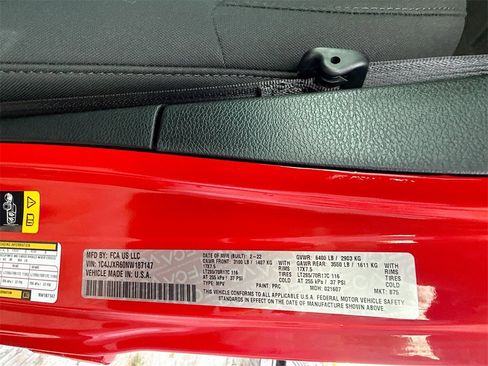 MFD BY:
FCA US LLC
VIN: 1C4JJXR60NW187147
VEHICLE MADE IN U.S.A.
DATE OF MFR (BUILT) 2-22
GVWR: 6400 LB / 2903 KG
GAWR FRONT: 3100 LB / 1407 KG
GAWR REAR: 3550 LB / 1611 KG
17X7.5
17X7.5
RIMS
TIRES
COLD
LT255/70R17C 116
AT 255 kPa / 37 PSI
LT255/70R17C 116
AT 255 kPa / 37 PSI
RIMS
TIRES
COLD
TYPE: MPV
PAINT: PRC
MDH: 021607
MKT: 875
THIS VEHICLE CONFORMS TO ALL APPLICABLE U.S.A. FEDERAL MOTOR VEHICLE SAFETY
STANDARDS IN EFFECT ON THE DATE OF MANUFACTURE SHOWN ABOVE.
NW187147